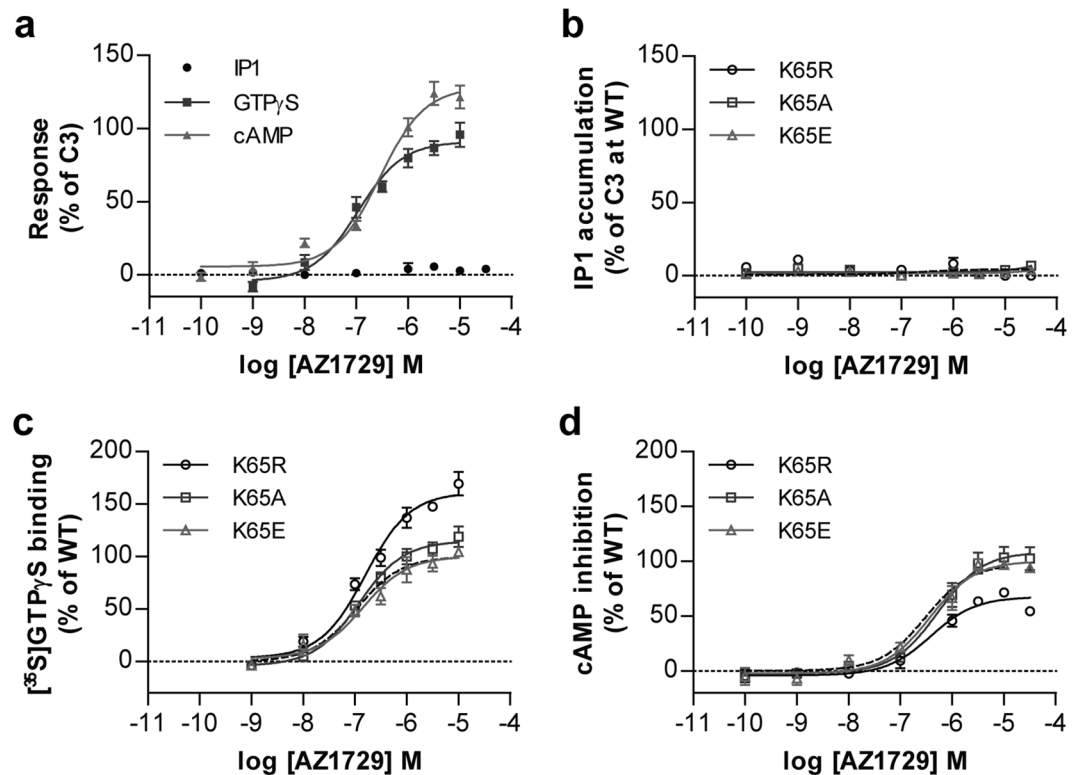 a
150
100
50
0
Response
(% of C3)
IP1
GTPγS
cAMP
-11 -10 -9 -8 -7 -6 -5 -4
log [AZ1729] M
b
150
100
50
0
IP1 accumulation
(% of C3 at WT)
K65R
K65A
K65E
-11 -10 -9 -8 -7 -6 -5 -4
log [AZ1729] M
c
200
150
100
50
0
[³⁵S]GTPγS binding
(% of WT)
K65R
K65A
K65E
-11 -10 -9 -8 -7 -6 -5 -4
log [AZ1729] M
d
200
150
100
50
0
cAMP inhibition
(% of WT)
K65R
K65A
K65E
-11 -10 -9 -8 -7 -6 -5 -4
log [AZ1729] M